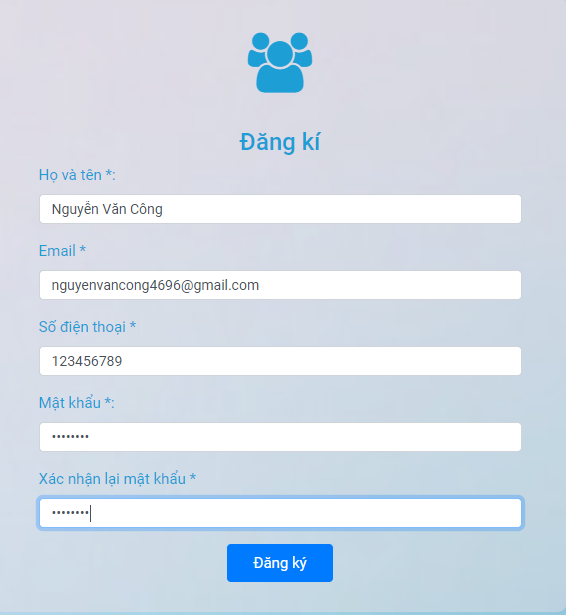 Đăng kí
Họ và tên *:
Nguyễn Văn Công
Email *
nguyenvancong4696@gmail.com
Số điện thoại *
123456789
Mật khẩu *:
••••••••
Xác nhận lại mật khẩu *
••••••••
Đăng ký